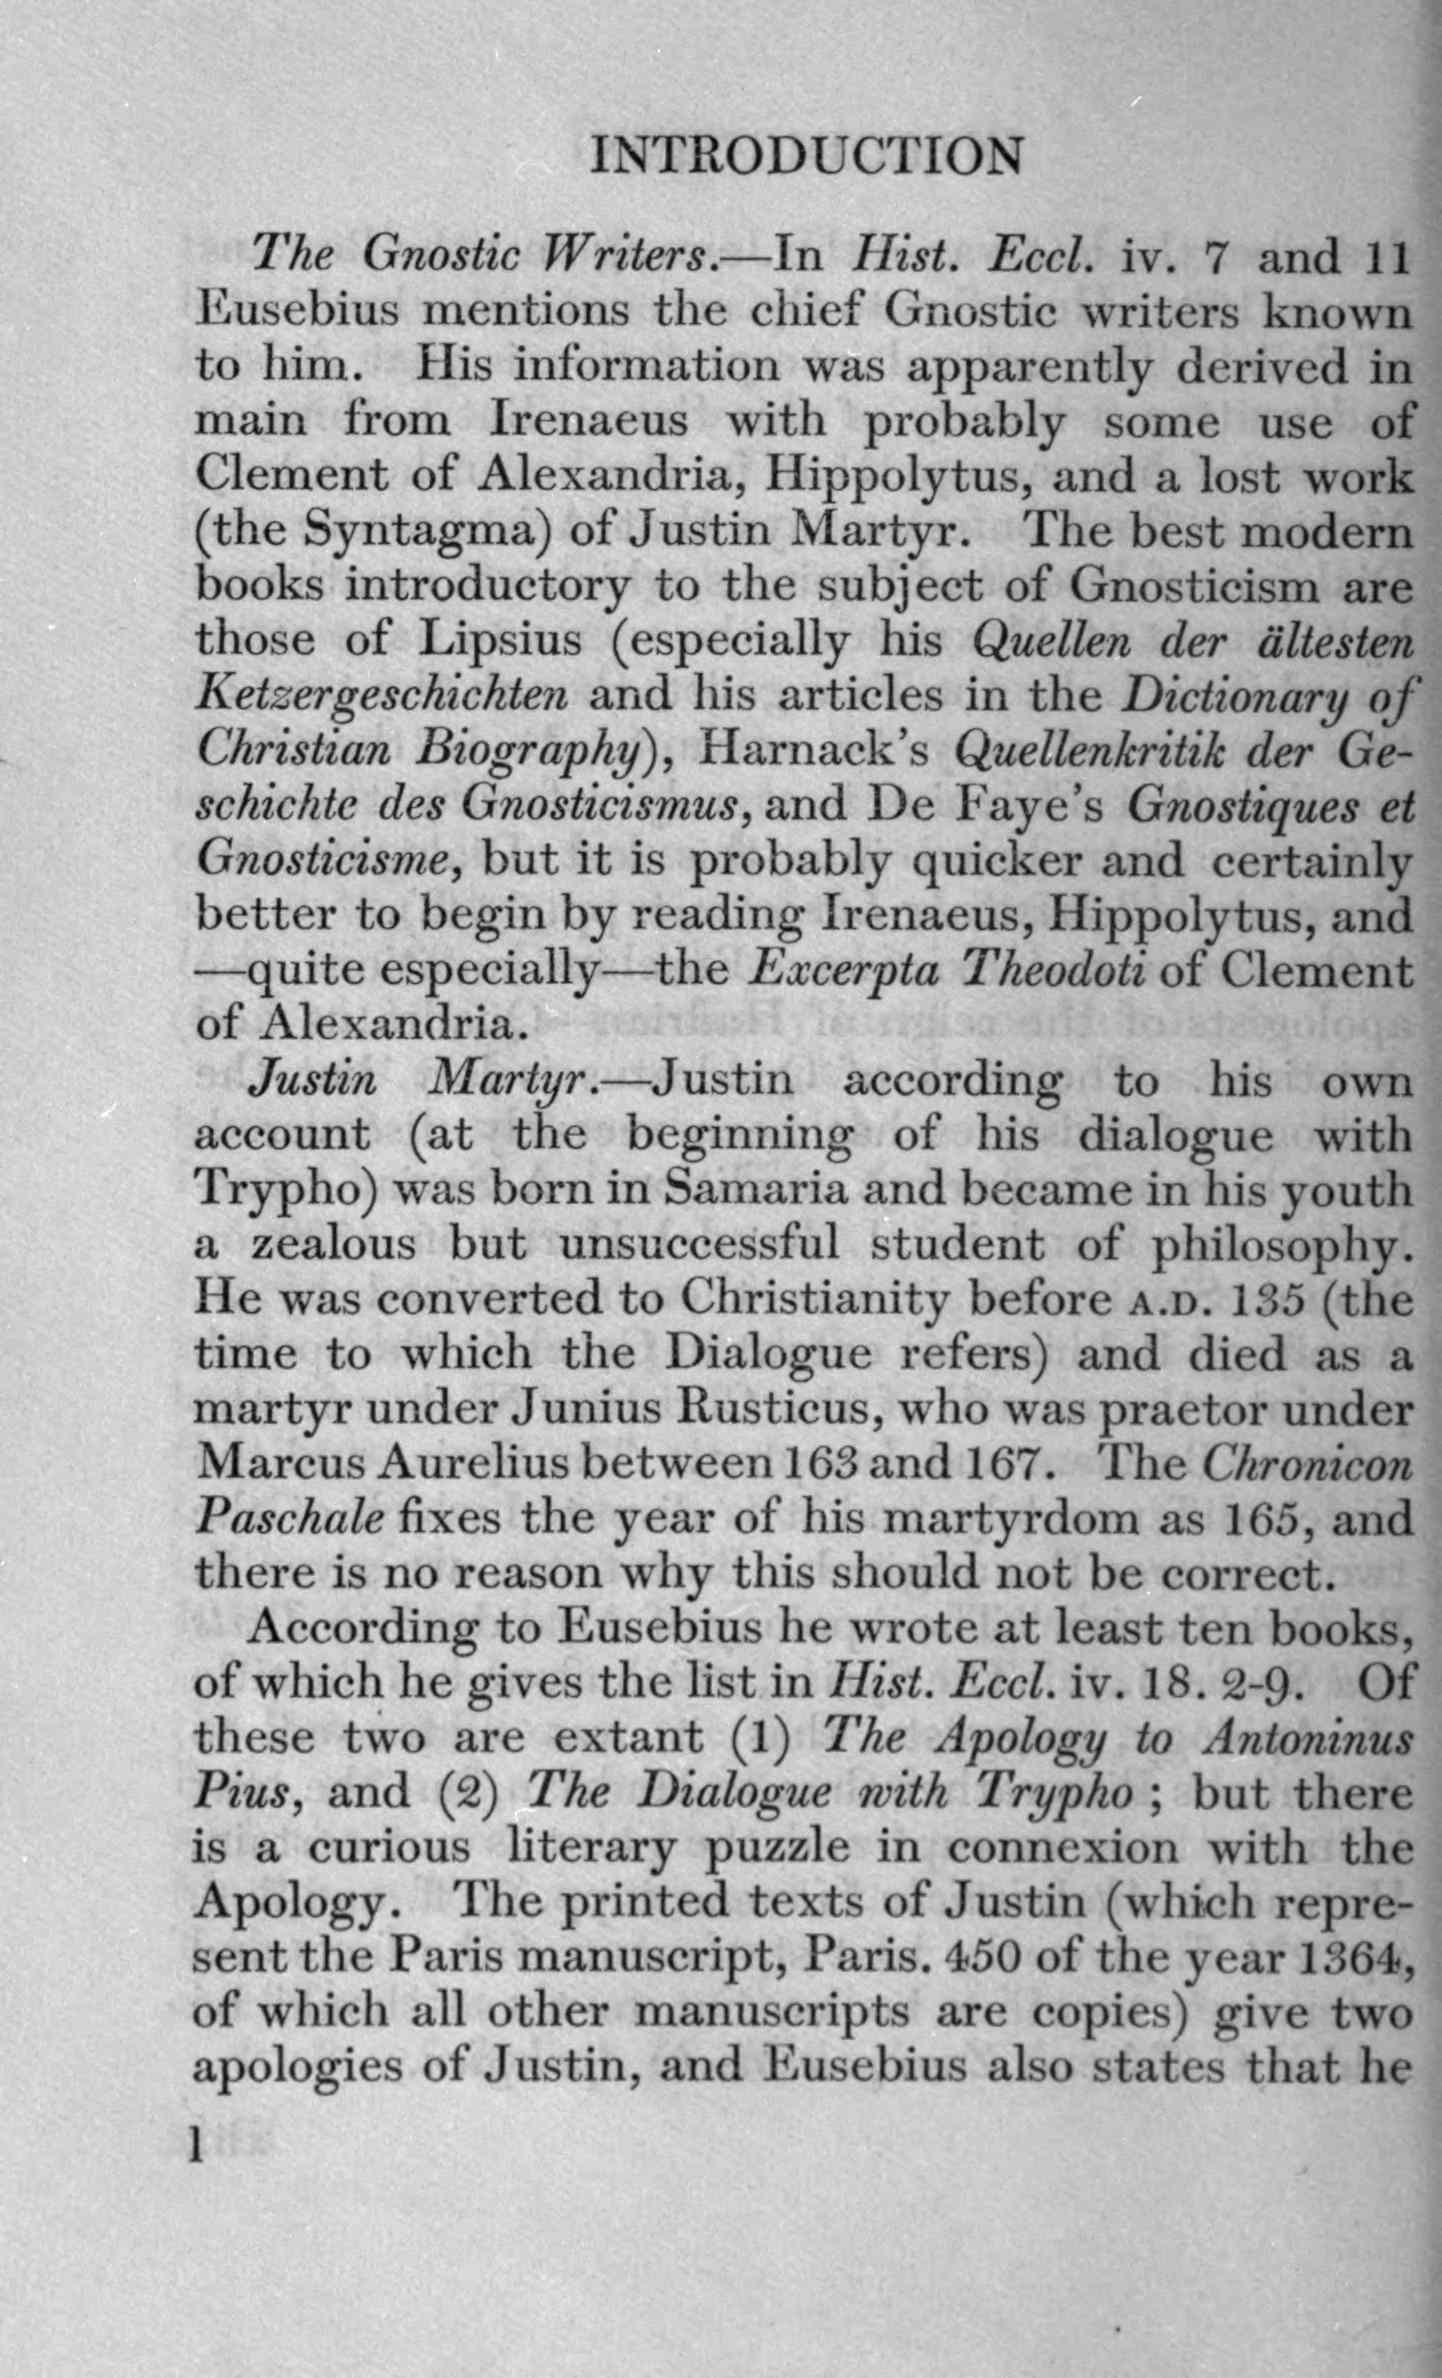 INTRODUCTION
The Gnostic Writers.—In Hist. Eccl. iv. 7 and 11
Eusebius mentions the chief Gnostic writers known
to him. His information was apparently derived in
main from Irenaeus with probably some use of
Clement of Alexandria, Hippolytus, and a lost work
(the Syntagma) of Justin Martyr. The best modern
books introductory to the subject of Gnosticism are
those of Lipsius (especially his Quellen der ältesten
Ketzergeschichten and his articles in the Dictionary of
Christian Biography), Harnack's Quellenkritik der Ge-
schichte des Gnosticismus, and De Faye's Gnostiques et
Gnosticisme, but it is probably quicker and certainly
better to begin by reading Irenaeus, Hippolytus, and
—quite especially—the Excerpta Theodoti of Clement
of Alexandria.
Justin Martyr.—Justin according to his own
account (at the beginning of his dialogue with
Trypho) was born in Samaria and became in his youth
a zealous but unsuccessful student of philosophy.
He was converted to Christianity before A.D. 135 (the
time to which the Dialogue refers) and died as a
martyr under Junius Rusticus, who was praetor under
Marcus Aurelius between 163 and 167. The Chronicon
Paschale fixes the year of his martyrdom as 165, and
there is no reason why this should not be correct.
According to Eusebius he wrote at least ten books,
of which he gives the list in Hist. Eccl. iv. 18. 2-9. Of
these two are extant (1) The Apology to Antoninus
Pius, and (2) The Dialogue with Trypho ; but there
is a curious literary puzzle in connexion with the
Apology. The printed texts of Justin (which repre-
sent the Paris manuscript, Paris. 450 of the year 1364,
of which all other manuscripts are copies) give two
apologies of Justin, and Eusebius also states that he
l